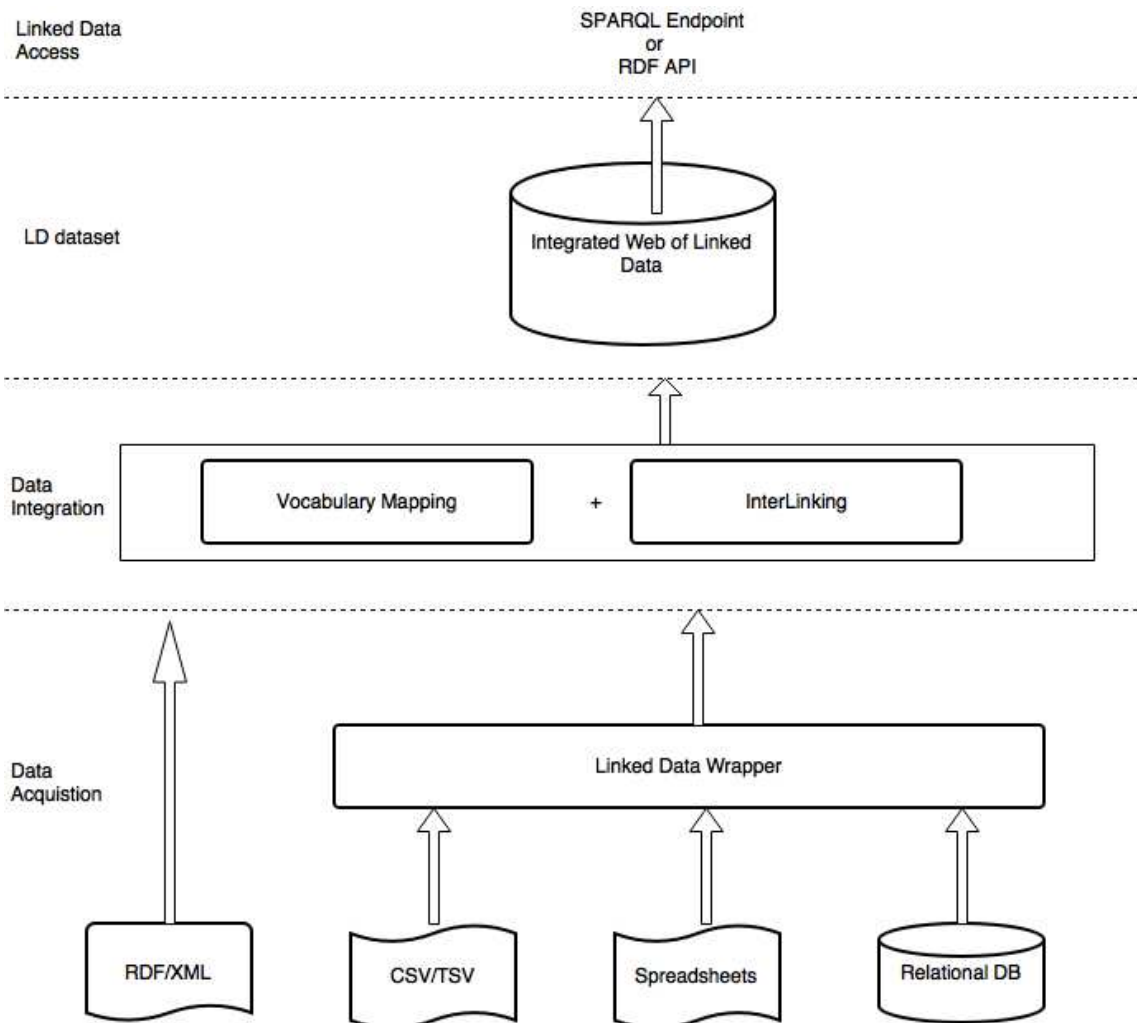 Linked Data
Access
SPARQL Endpoint
or
RDF API
LD dataset
Integrated Web of Linked
Data
Data
Integration
Vocabulary Mapping
+
InterLinking
Data
Acquistion
Linked Data Wrapper
RDF/XML
CSV/TSV
Spreadsheets
Relational DB